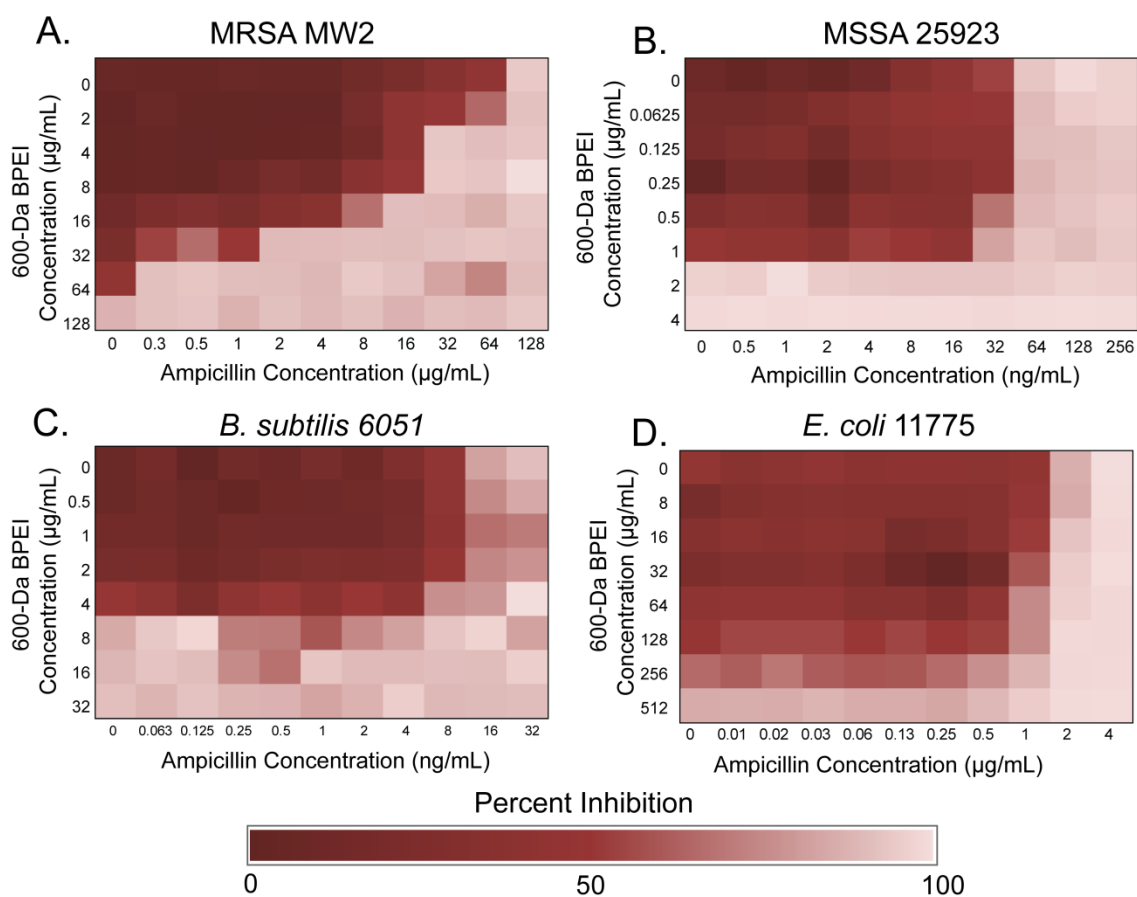 A.
MRSA MW2
600-Da BPEI
Concentration (µg/mL)
0
2
4
8
16
32
64
128
0 0.3 0.5 1 2 4 8 16 32 64 128
Ampicillin Concentration (µg/mL)
B.
MSSA 25923
600-Da BPEI
Concentration (µg/mL)
0
0.0625
0.125
0.25
0.5
1
2
4
0 0.5 1 2 4 8 16 32 64 128 256
Ampicillin Concentration (ng/mL)
C.
B. subtilis 6051
600-Da BPEI
Concentration (µg/mL)
0
0.5
1
2
4
8
16
32
0 0.063 0.125 0.25 0.5 1 2 4 8 16 32
Ampicillin Concentration (ng/mL)
D.
E. coli 11775
600-Da BPEI
Concentration (µg/mL)
0
8
16
32
64
128
256
512
0 0.01 0.02 0.03 0.06 0.13 0.25 0.5 1 2 4
Ampicillin Concentration (µg/mL)
Percent Inhibition
0 50 100